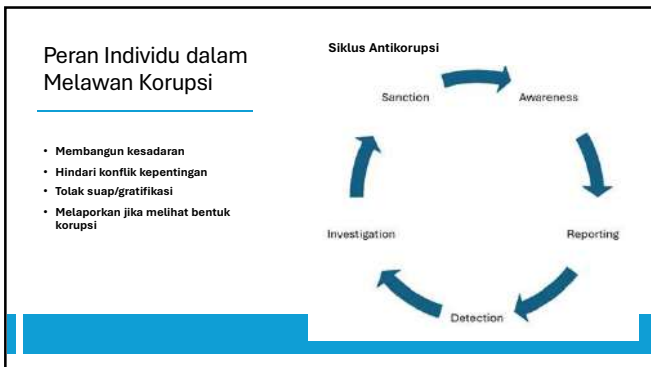 Peran Individu dalam
Melawan Korupsi
• Membangun kesadaran
• Hindari konflik kepentingan
• Tolak suap/gratifikasi
• Melaporkan jika melihat bentuk
korupsi
Siklus Antikorupsi
Sanction
Awareness
Investigation
Reporting
Detection